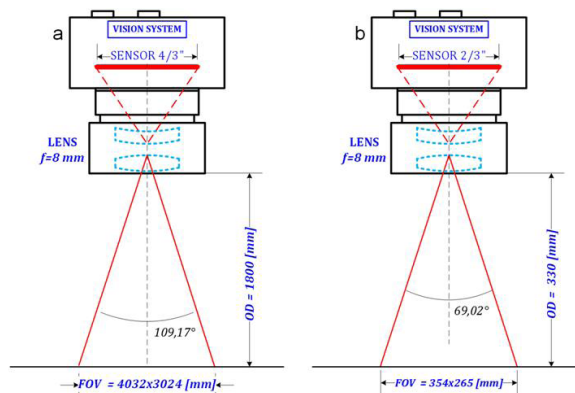 a
VISION SYSTEM
SENSOR 4/3"
LENS
f=8 mm
OD = 1800 [mm]
109,17°
FOV = 4032x3024 [mm]
b
VISION SYSTEM
SENSOR 2/3"
LENS
f=8 mm
OD = 330 [mm]
69,02°
FOV = 354x265 [mm]